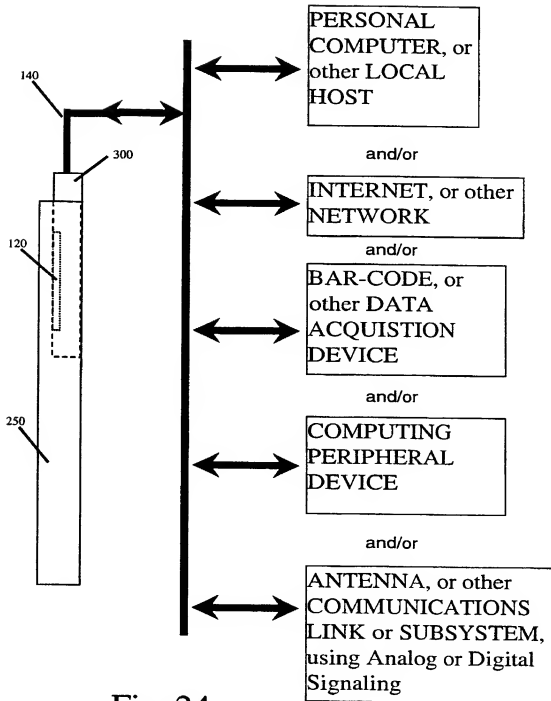 PERSONAL
COMPUTER, or
other LOCAL
HOST
140
and/or
300
INTERNET, or other
NETWORK
120
and/or
BAR-CODE, or
other DATA
ACQUISTION
DEVICE
and/or
250
COMPUTING
PERIPHERAL
DEVICE
and/or
ANTENNA, or other
COMMUNICATIONS
LINK or SUBSYSTEM,
using Analog or Digital
Signaling
Fig. 24